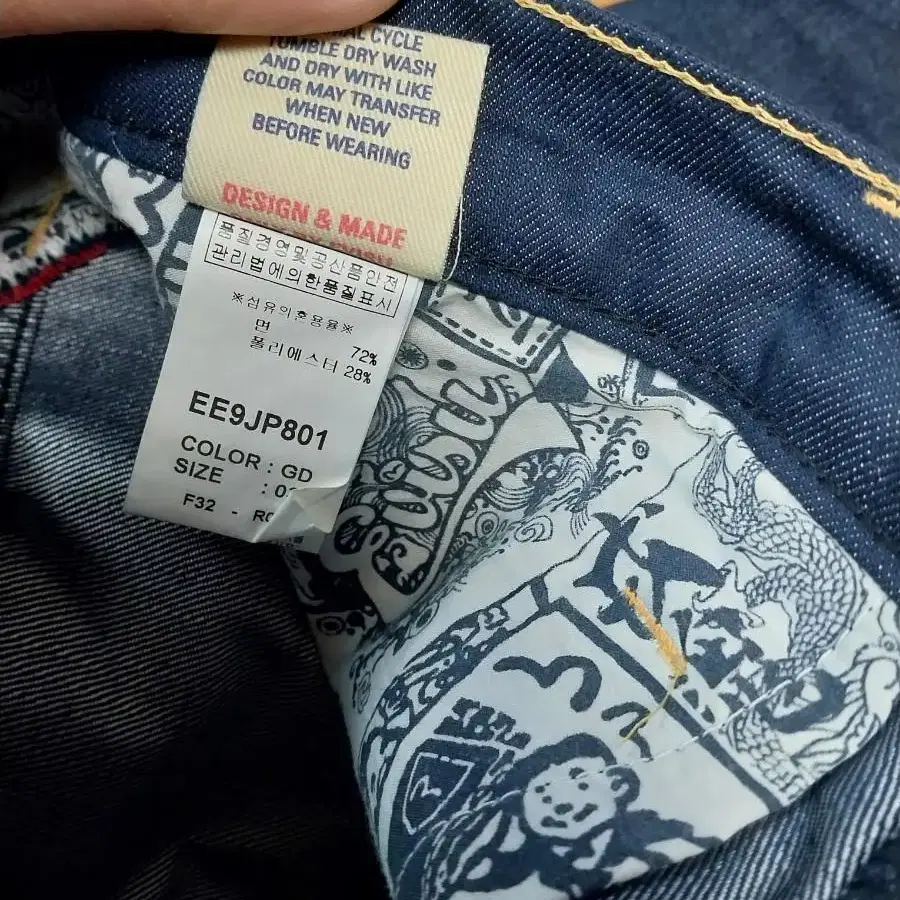 CYCLE
TUMBLE DRY WASH
AND DRY WITH LIKE
COLOR MAY TRANSFER
WHEN NEW
BEFORE WEARING
DESIGN & MADE
품질경영및공산품안전
관리법에의한품질표시
※섬유의혼용율※
면 72%
폴리에스터 28%
EE9JP801
COLOR : GD
SIZE :
F32 -